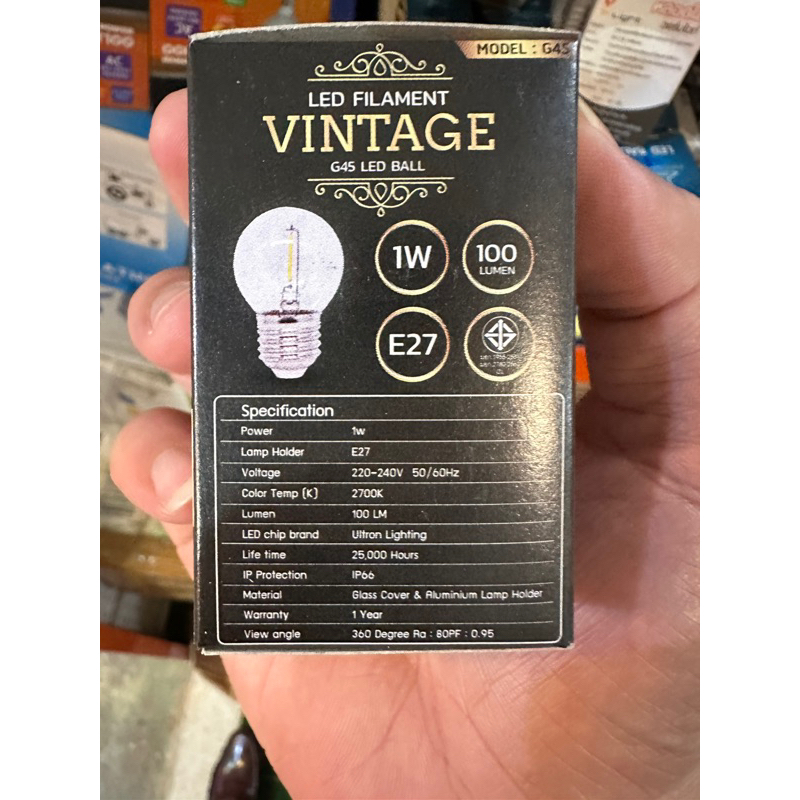 MODEL : G45
LED FILAMENT
VINTAGE
G45 LED BALL
1W
100
LUMEN
E27
Specification
Power 1w
Lamp Holder E27
Voltage 220-240V 50/60Hz
Color Temp (K) 2700K
Lumen 100 LM
LED chip brand Ultron Lighting
Life time 25,000 Hours
IP Protection IP66
Material Glass Cover & Aluminium Lamp Holder
Warranty 1 Year
View angle 360 Degree Ra : 80PF : 0.95